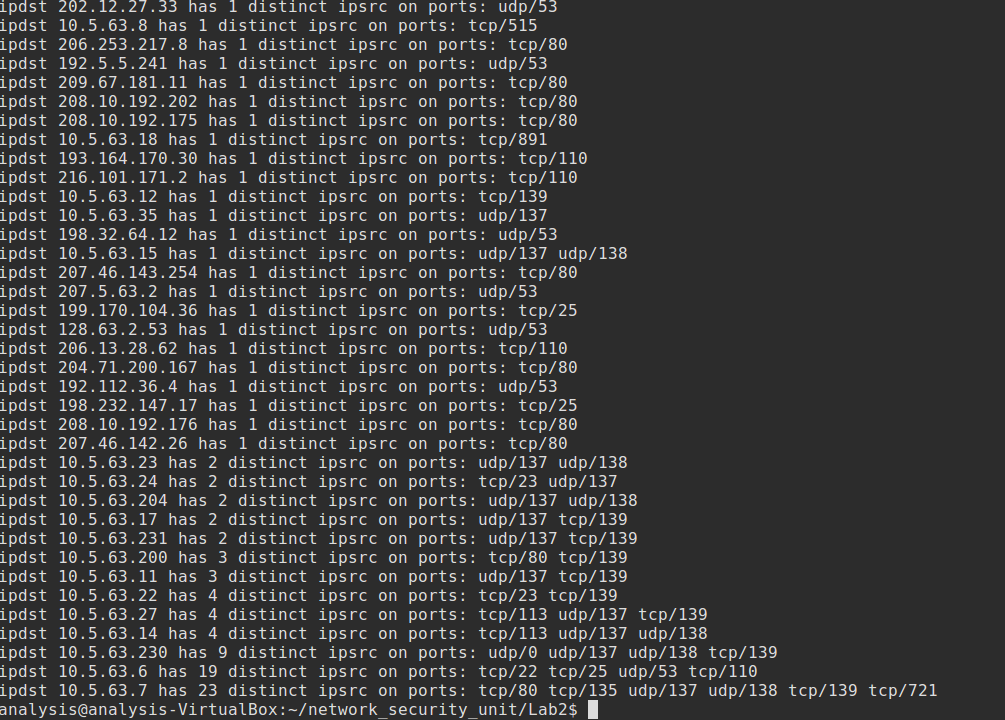 ipdst 202.12.27.33 has 1 distinct ipsrc on ports: udp/53
ipdst 10.5.63.8 has 1 distinct ipsrc on ports: tcp/515
ipdst 206.253.217.8 has 1 distinct ipsrc on ports: tcp/80
ipdst 192.5.5.241 has 1 distinct ipsrc on ports: udp/53
ipdst 209.67.181.11 has 1 distinct ipsrc on ports: tcp/80
ipdst 208.10.192.202 has 1 distinct ipsrc on ports: tcp/80
ipdst 208.10.192.175 has 1 distinct ipsrc on ports: tcp/80
ipdst 10.5.63.18 has 1 distinct ipsrc on ports: tcp/891
ipdst 193.164.170.30 has 1 distinct ipsrc on ports: tcp/110
ipdst 216.101.171.2 has 1 distinct ipsrc on ports: tcp/110
ipdst 10.5.63.12 has 1 distinct ipsrc on ports: tcp/139
ipdst 10.5.63.35 has 1 distinct ipsrc on ports: udp/137
ipdst 198.32.64.12 has 1 distinct ipsrc on ports: udp/53
ipdst 10.5.63.15 has 1 distinct ipsrc on ports: udp/137 udp/138
ipdst 207.46.143.254 has 1 distinct ipsrc on ports: tcp/80
ipdst 207.5.63.2 has 1 distinct ipsrc on ports: udp/53
ipdst 199.170.104.36 has 1 distinct ipsrc on ports: tcp/25
ipdst 128.63.2.53 has 1 distinct ipsrc on ports: udp/53
ipdst 206.13.28.62 has 1 distinct ipsrc on ports: tcp/110
ipdst 204.71.200.167 has 1 distinct ipsrc on ports: tcp/80
ipdst 192.112.36.4 has 1 distinct ipsrc on ports: udp/53
ipdst 198.232.147.17 has 1 distinct ipsrc on ports: tcp/25
ipdst 208.10.192.176 has 1 distinct ipsrc on ports: tcp/80
ipdst 207.46.142.26 has 1 distinct ipsrc on ports: tcp/80
ipdst 10.5.63.23 has 2 distinct ipsrc on ports: udp/137 udp/138
ipdst 10.5.63.24 has 2 distinct ipsrc on ports: tcp/23 udp/137
ipdst 10.5.63.204 has 2 distinct ipsrc on ports: udp/137 udp/138
ipdst 10.5.63.17 has 2 distinct ipsrc on ports: udp/137 tcp/139
ipdst 10.5.63.231 has 2 distinct ipsrc on ports: udp/137 tcp/139
ipdst 10.5.63.200 has 3 distinct ipsrc on ports: tcp/80 tcp/139
ipdst 10.5.63.11 has 3 distinct ipsrc on ports: udp/137 tcp/139
ipdst 10.5.63.22 has 4 distinct ipsrc on ports: tcp/23 tcp/139
ipdst 10.5.63.27 has 4 distinct ipsrc on ports: tcp/113 udp/137 tcp/139
ipdst 10.5.63.14 has 4 distinct ipsrc on ports: tcp/113 udp/137 udp/138
ipdst 10.5.63.230 has 9 distinct ipsrc on ports: udp/0 udp/137 udp/138 tcp/139
ipdst 10.5.63.6 has 19 distinct ipsrc on ports: tcp/22 tcp/25 udp/53 tcp/110
ipdst 10.5.63.7 has 23 distinct ipsrc on ports: tcp/80 tcp/135 udp/137 udp/138 tcp/139 tcp/721
analysis@analysis-VirtualBox:~/network_security_unit/Lab2$